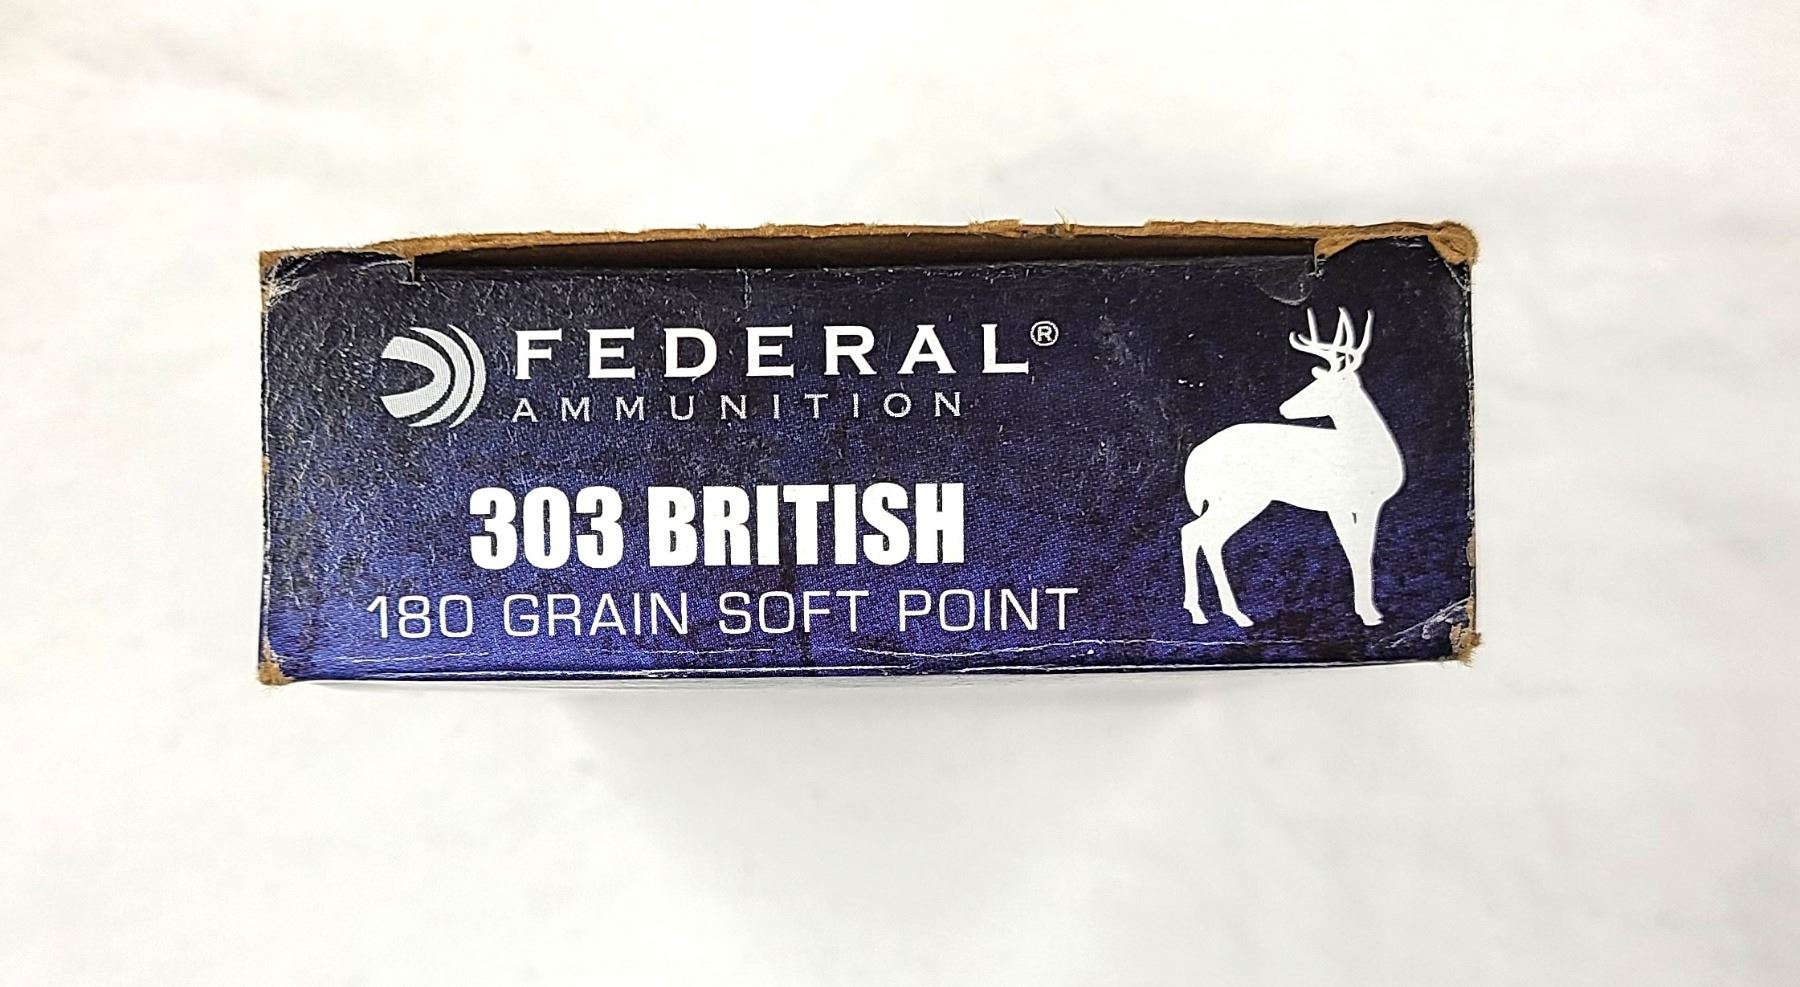 FEDERAL®
AMMUNITION
303 BRITISH
180 GRAIN SOFT POINT